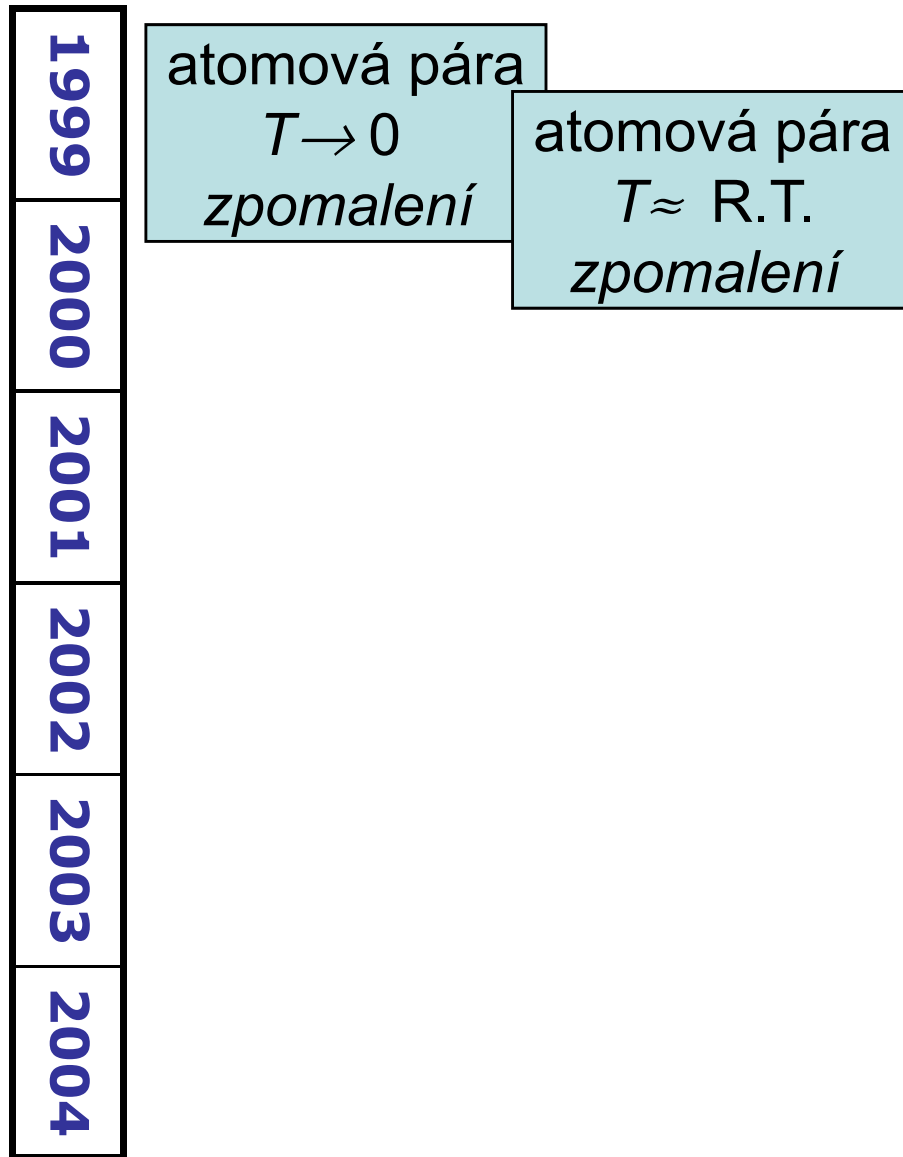 1999
2000
2001
2002
2003
2004
atomová pára
T→ 0
zpomalení
atomová pára
T≈ R.T.
zpomalení